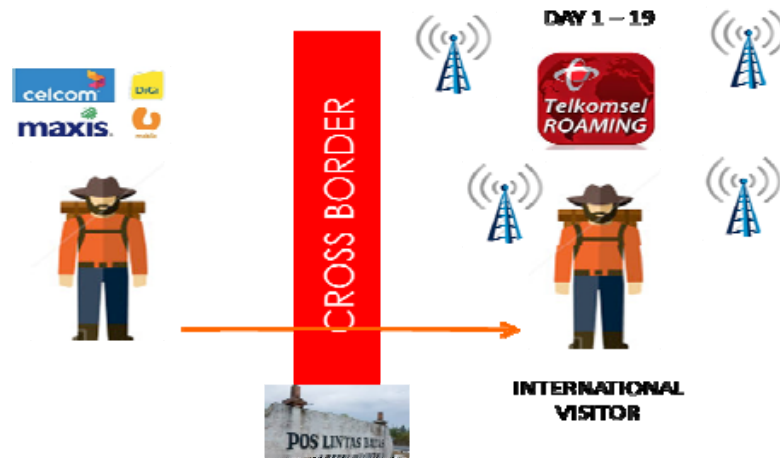 DAY 1 – 19
celcom
DiGi
maxis.
Telkomsel
ROAMING
CROSS BORDER
INTERNATIONAL
VISITOR
POS LINTAS